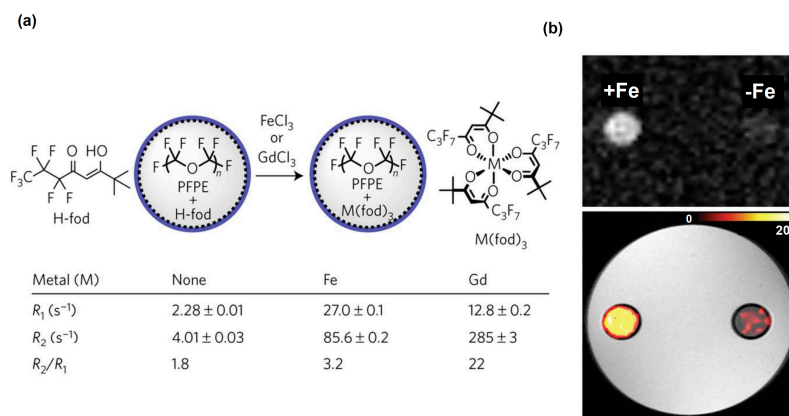 (a)
(b)
FeCl3
or
GdCl3
F F
F F
O HO
F
F
F3C
F F
H-fod
F F F F
F O F
n
PFPE
+
H-fod
F F F F
F O F
n
PFPE
+
M(fod)3
C3F7
O
O
O
M
O
O
O
C3F7
C3F7
M(fod)3
+Fe -Fe
0 20
Metal (M) None Fe Gd
R1 (s−1) 2.28 ± 0.01 27.0 ± 0.1 12.8 ± 0.2
R2 (s−1) 4.01 ± 0.03 85.6 ± 0.2 285 ± 3
R2/R1 1.8 3.2 22